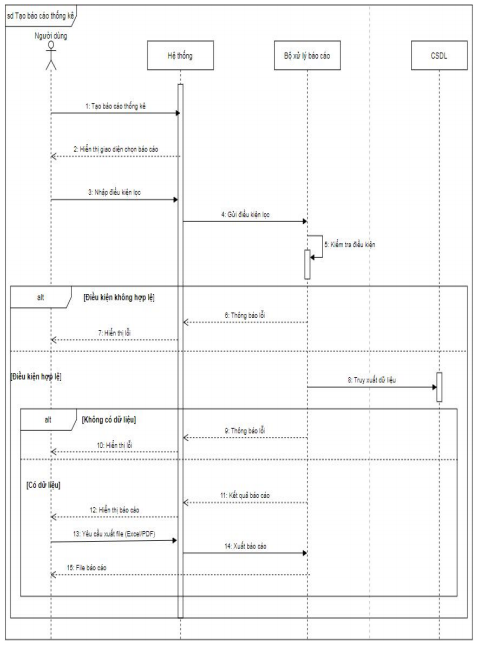 sd Tạo báo cáo thống kê
Người dùng
Hệ thống
Bộ xử lý báo cáo
CSDL
1: Tạo báo cáo thống kê
2: Hiển thị giao diện chọn báo cáo
3: Nhập điều kiện lọc
4: Gửi điều kiện lọc
5: Kiểm tra điều kiện
alt
[Điều kiện không hợp lệ]
6: Thông báo lỗi
7: Hiển thị lỗi
[Điều kiện hợp lệ]
8: Truy xuất dữ liệu
alt
[Không có dữ liệu]
9: Thông báo lỗi
10: Hiển thị lỗi
[Có dữ liệu]
11: Kết quả báo cáo
12: Hiển thị báo cáo
13: Yêu cầu xuất file (Excel/PDF)
14: Xuất báo cáo
15: File báo cáo